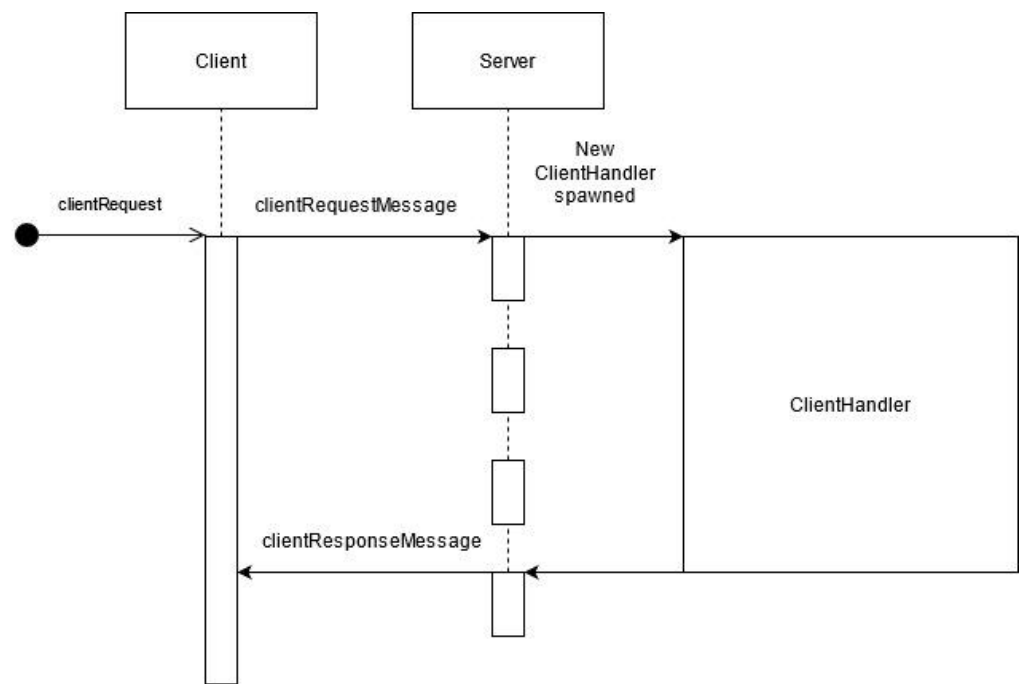 Client
Server
New
ClientHandler
spawned
clientRequest
clientRequestMessage
ClientHandler
clientResponseMessage